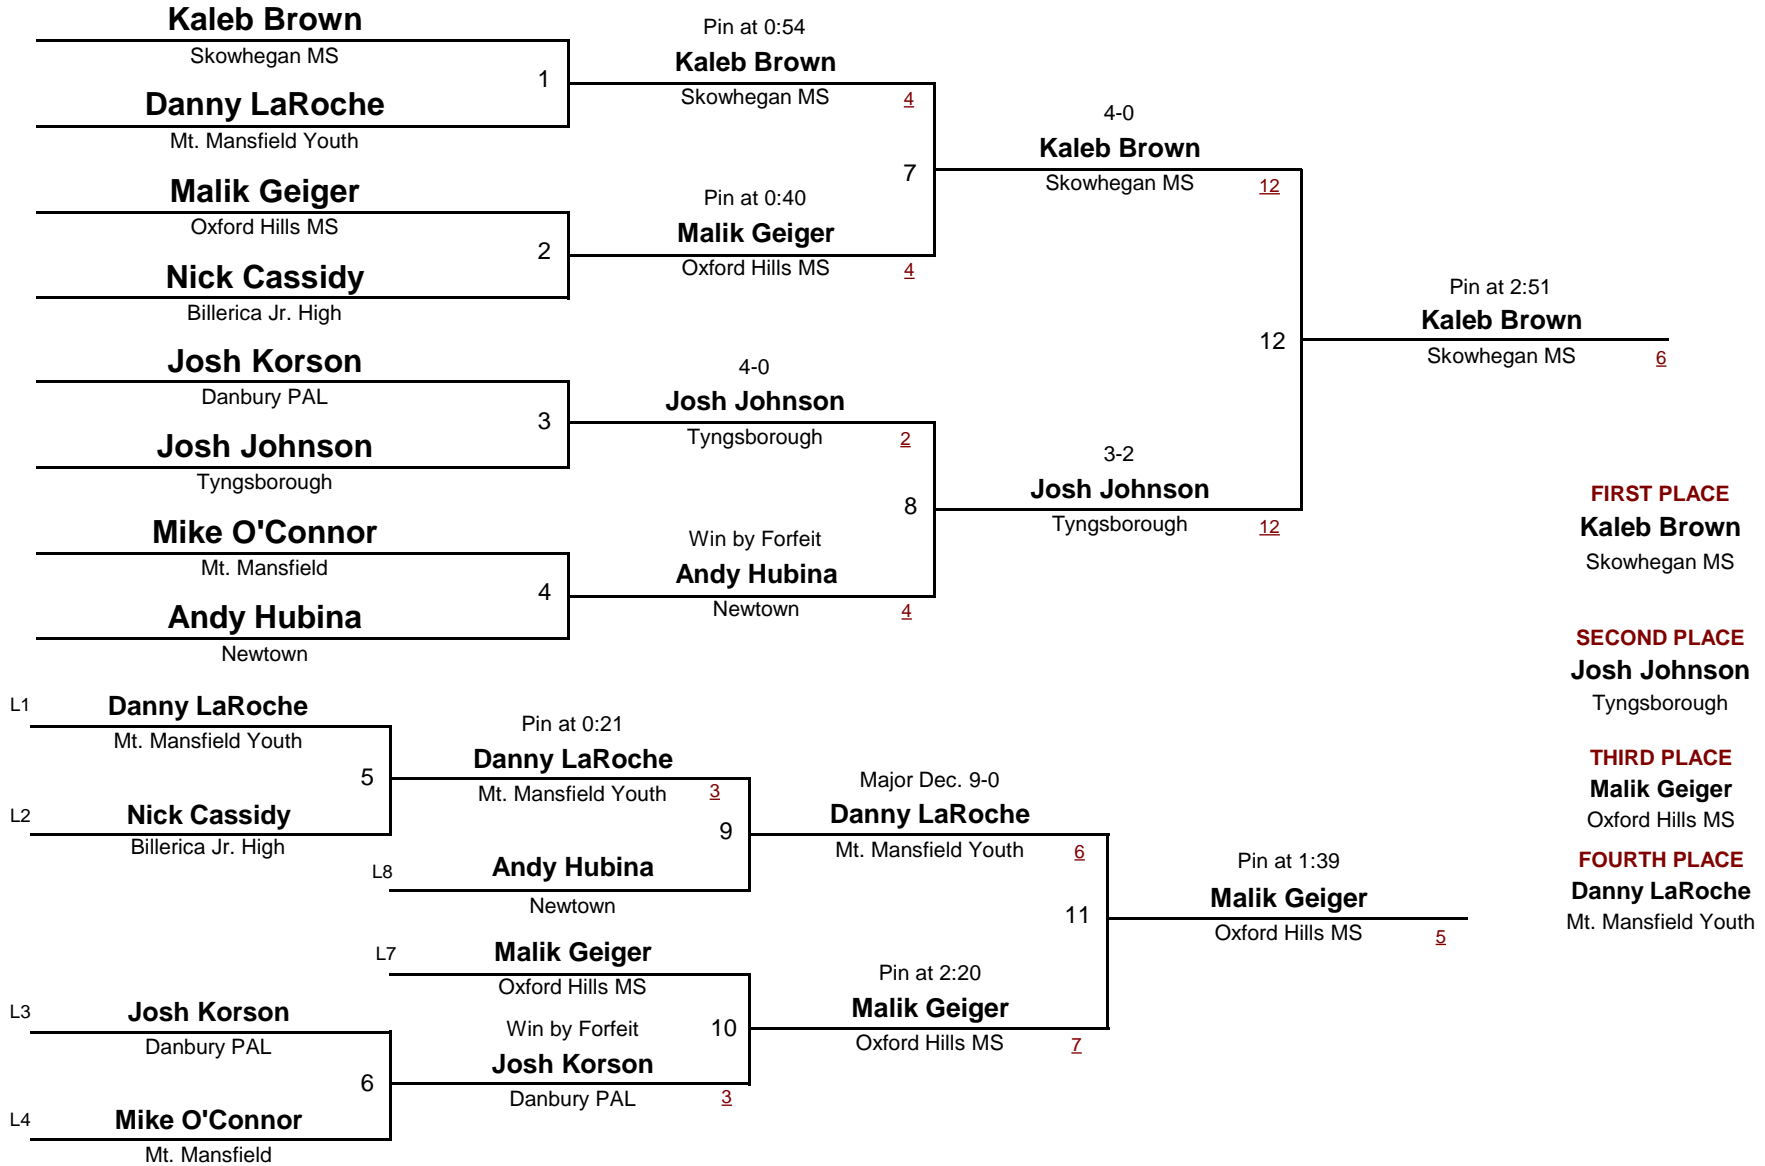 Kaleb Brown
Skowhegan MS
1
Danny LaRoche
Mt. Mansfield Youth
Malik Geiger
Oxford Hills MS
2
Nick Cassidy
Billerica Jr. High
Josh Korson
Danbury PAL
3
Josh Johnson
Tyngsborough
Mike O'Connor
Mt. Mansfield
4
Andy Hubina
Newtown
Pin at 0:54
Kaleb Brown
Skowhegan MS
4
7
Pin at 0:40
Malik Geiger
Oxford Hills MS
4
4-0
Josh Johnson
Tyngsborough
2
8
Win by Forfeit
Andy Hubina
Newtown
4
4-0
Kaleb Brown
Skowhegan MS
12
12
3-2
Josh Johnson
Tyngsborough
12
Pin at 2:51
Kaleb Brown
Skowhegan MS
6
FIRST PLACE
Kaleb Brown
Skowhegan MS
SECOND PLACE
Josh Johnson
Tyngsborough
THIRD PLACE
Malik Geiger
Oxford Hills MS
FOURTH PLACE
Danny LaRoche
Mt. Mansfield Youth
L1
Danny LaRoche
Mt. Mansfield Youth
5
L2
Nick Cassidy
Billerica Jr. High
L3
Josh Korson
Danbury PAL
6
L4
Mike O'Connor
Mt. Mansfield
Pin at 0:21
Danny LaRoche
Mt. Mansfield Youth
3
9
L8
Andy Hubina
Newtown
L7
Malik Geiger
Oxford Hills MS
10
Win by Forfeit
Josh Korson
Danbury PAL
3
Major Dec. 9-0
Danny LaRoche
Mt. Mansfield Youth
6
11
Pin at 2:20
Malik Geiger
Oxford Hills MS
7
Pin at 1:39
Malik Geiger
Oxford Hills MS
5